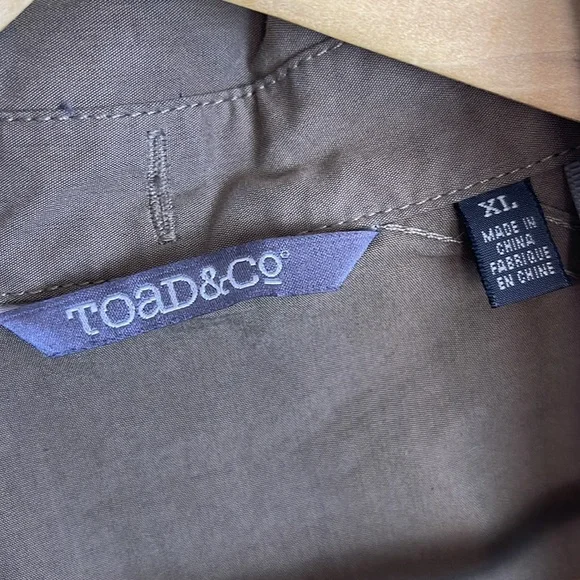 TOaD&Co
XL
MADE IN
CHINA
FABRIQUE
EN CHINE